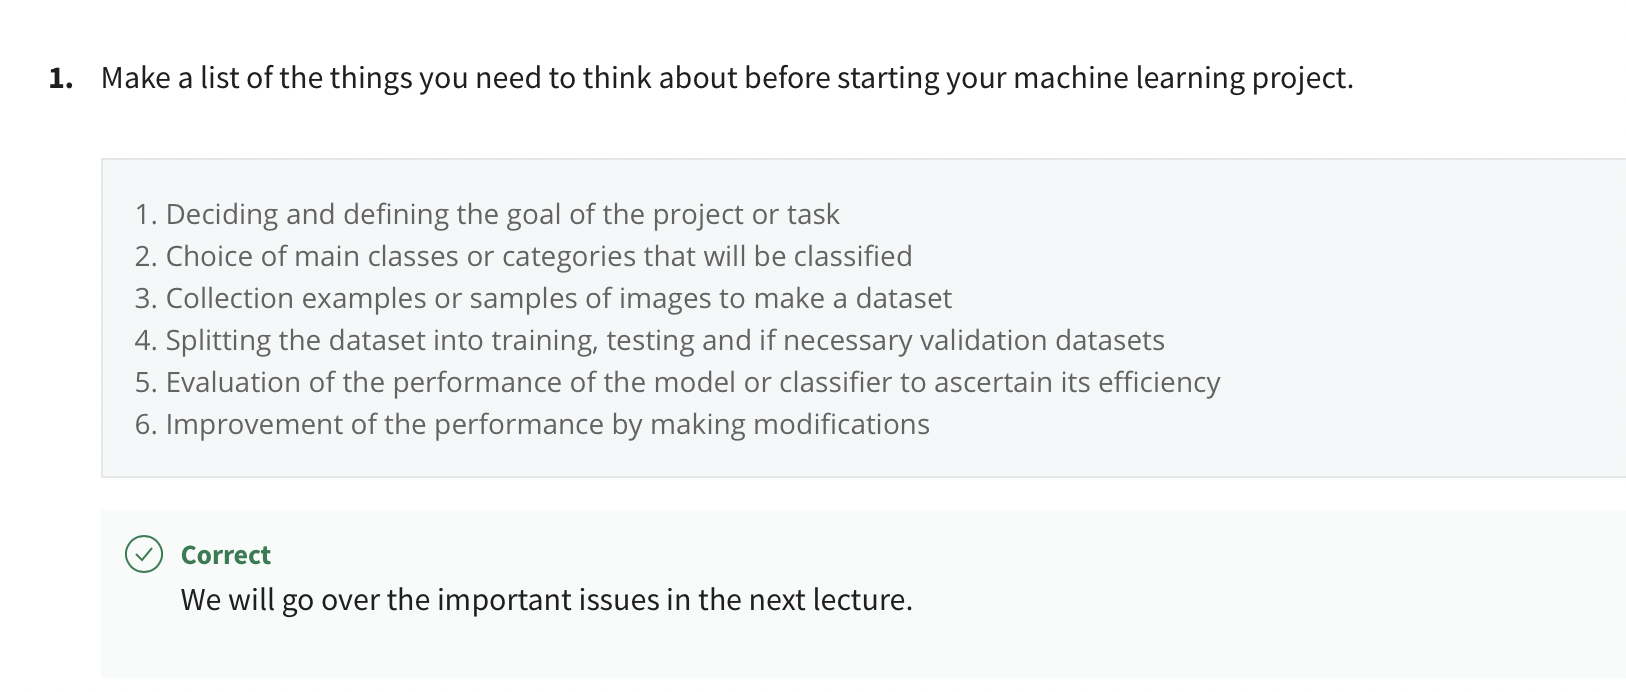 1. Make a list of the things you need to think about before starting your machine learning project.
1. Deciding and defining the goal of the project or task
2. Choice of main classes or categories that will be classified
3. Collection examples or samples of images to make a dataset
4. Splitting the dataset into training, testing and if necessary validation datasets
5. Evaluation of the performance of the model or classifier to ascertain its efficiency
6. Improvement of the performance by making modifications
Correct
We will go over the important issues in the next lecture.